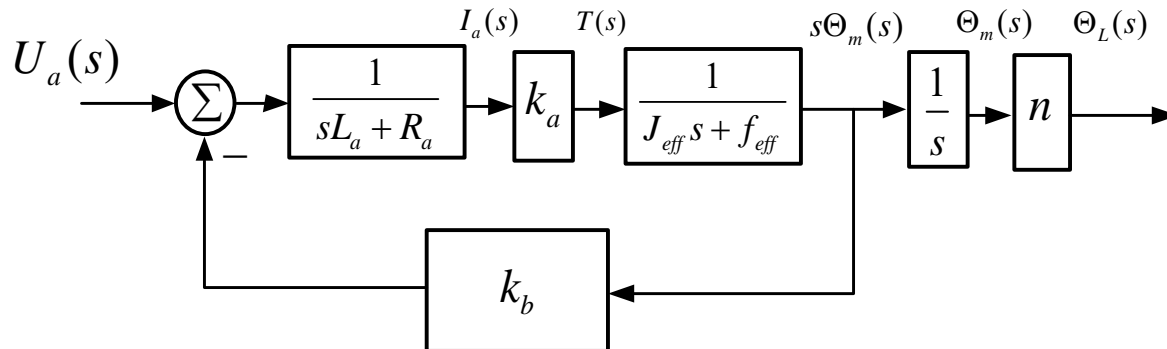 I_a(s) T(s) sΘ_m(s) Θ_m(s) Θ_L(s)
U_a(s) Σ 1/(sL_a + R_a) k_a 1/(J_eff s + f_eff) 1/s n
−
k_b